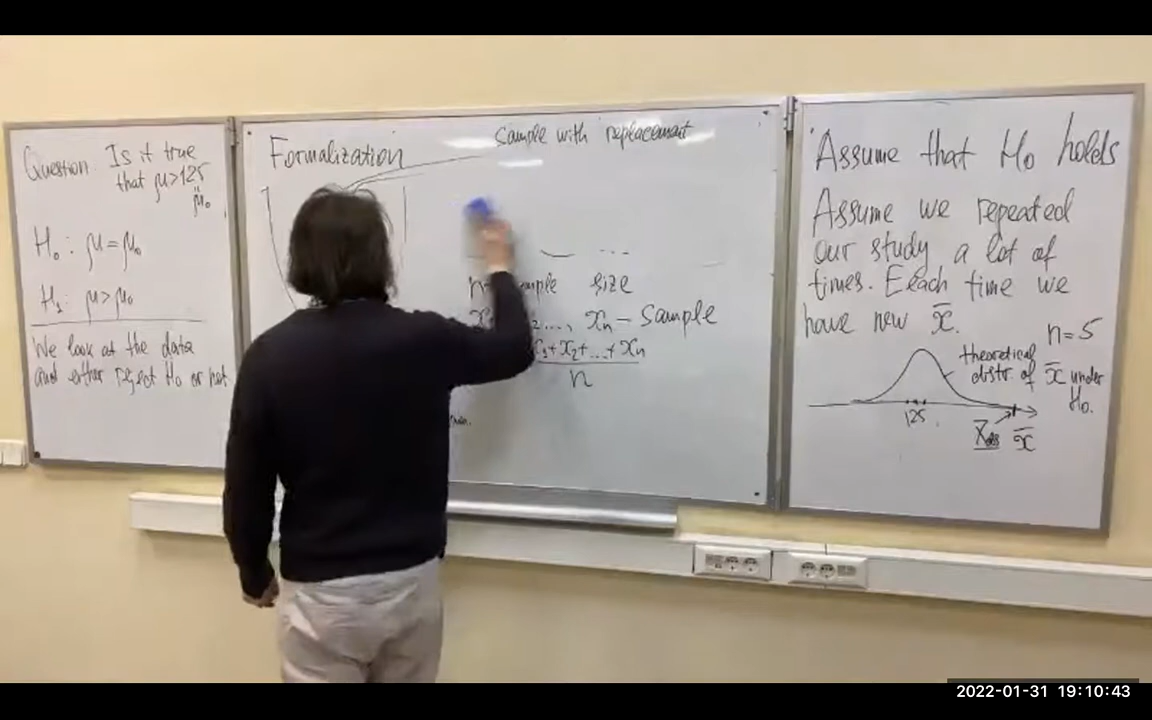 Question: Is it true
that μ>125
"
μ₀
H₀: μ=μ₀
H₁: μ>μ₀
We look at the data
and either reject H₀ or not
Formalization
Sample with replacement
size
xₙ - sample
x₁+x₂+...+xₙ
n
Assume that H₀ holds
Assume we repeated
our study a lot of
times. Each time we
have new x̄.
n=5
theoretical
distr. of x̄ under
H₀.
125
x̄obs x̄
2022-01-31 19:10:43